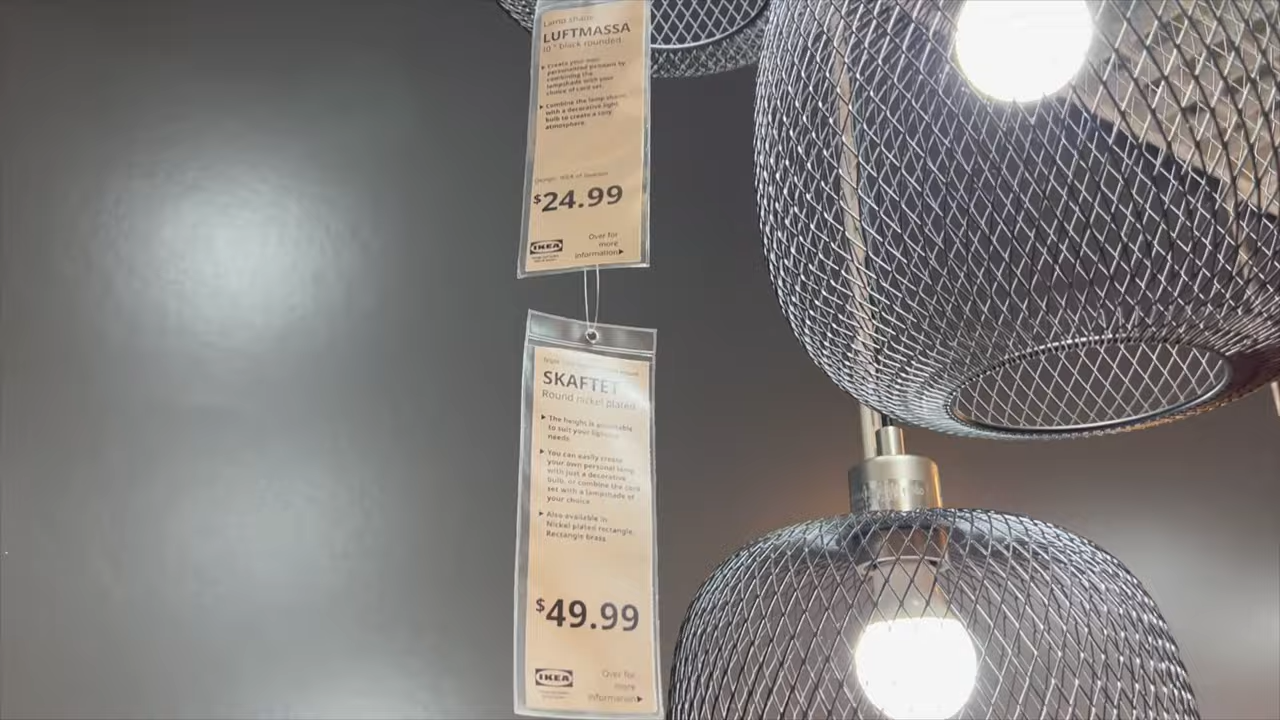 Lamp shade
LUFTMASSA
10 " black rounded
Create your own
personalized pendant by
combining the
lampshade with your
choice of cord set.
Combine the lamp shade
with a decorative light
bulb to create a cozy
atmosphere.
Design: IKEA of Sweden
$24.99
IKEA
Over for
more
information
SKAFTET
Round nickel plated
The height is adjustable
to suit your lighting
needs.
You can easily create
your own personal lamp
with just a decorative
bulb, or combine the cord
set with a lampshade of
your choice.
Also available in
Nickel plated rectangle,
Rectangle brass
$49.99
IKEA
Over for
more
information